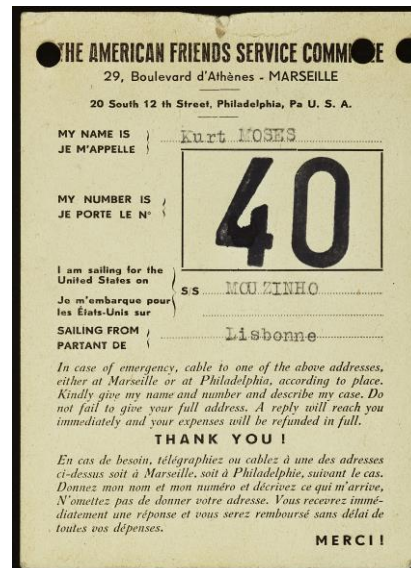 THE AMERICAN FRIENDS SERVICE COMM E
29, Boulevard d'Athènes - MARSEILLE
20 South 12 th Street, Philadelphia, Pa U. S. A.
MY NAME IS
JE M'APPELLE
Kurt MOSES
MY NUMBER IS
JE PORTE LE N°
40
I am sailing for the
United States on
Je m'embarque pour
les États-Unis sur
S/S MOUZINHO
SAILING FROM
PARTANT DE
Lisbonne
In case of emergency, cable to one of the above addresses,
either at Marseille or at Philadelphia, according to place.
Kindly give my name and number and describe my case. Do
not fail to give your full address. A reply will reach you
immediately and your expenses will be refunded in full.
THANK YOU !
En cas de besoin, télégraphiez ou cablez à une des adresses
ci-dessus soit à Marseille, soit à Philadelphie, suivant le cas.
Donnez mon nom et mon numéro et décrivez ce qui m'arrive,
N'omettez pas de donner votre adresse. Vous recevrez immé-
diatement une réponse et vous serez remboursé sans délai de
toutes vos dépenses.
MERCI !